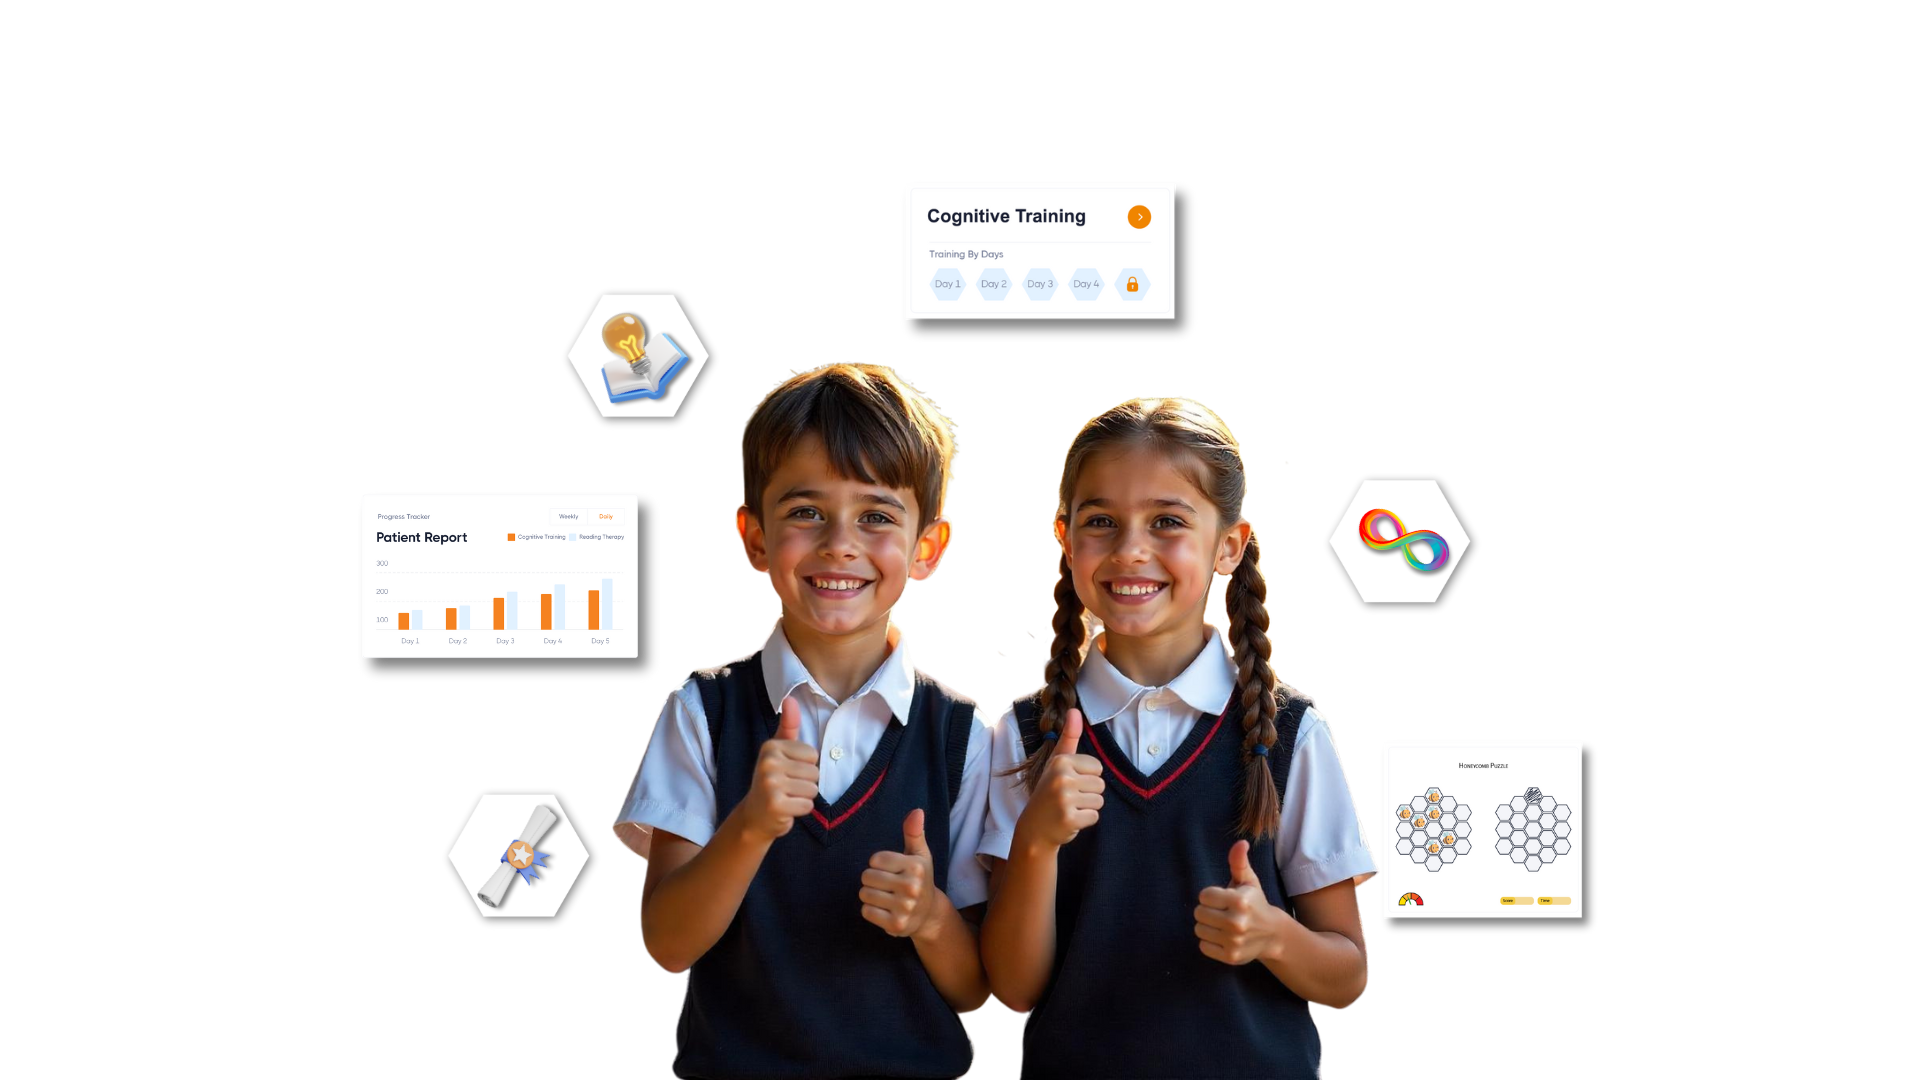 Cognitive Training
Training By Days
Day 1 Day 2 Day 3 Day 4
Progress Tracker
Weekly Daily
Patient Report
Cognitive Training Reading Therapy
300
200
100
Day 1 Day 2 Day 3 Day 4 Day 5
Honeycomb Puzzle
Score Time